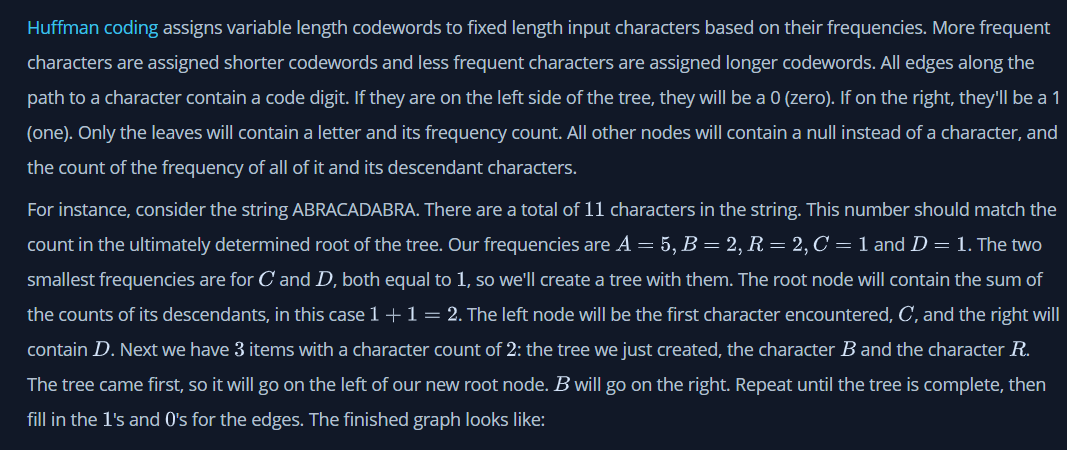 Huffman coding assigns variable length codewords to fixed length input characters based on their frequencies. More frequent
characters are assigned shorter codewords and less frequent characters are assigned longer codewords. All edges along the
path to a character contain a code digit. If they are on the left side of the tree, they will be a 0 (zero). If on the right, they'll be a 1
(one). Only the leaves will contain a letter and its frequency count. All other nodes will contain a null instead of a character, and
the count of the frequency of all of it and its descendant characters.
For instance, consider the string ABRACADABRA. There are a total of 11 characters in the string. This number should match the
count in the ultimately determined root of the tree. Our frequencies are A = 5, B = 2, R = 2, C = 1 and D = 1. The two
smallest frequencies are for C and D, both equal to 1, so we'll create a tree with them. The root node will contain the sum of
the counts of its descendants, in this case 1 + 1 = 2. The left node will be the first character encountered, C, and the right will
contain D. Next we have 3 items with a character count of 2: the tree we just created, the character B and the character R.
The tree came first, so it will go on the left of our new root node. B will go on the right. Repeat until the tree is complete, then
fill in the 1's and 0's for the edges. The finished graph looks like: